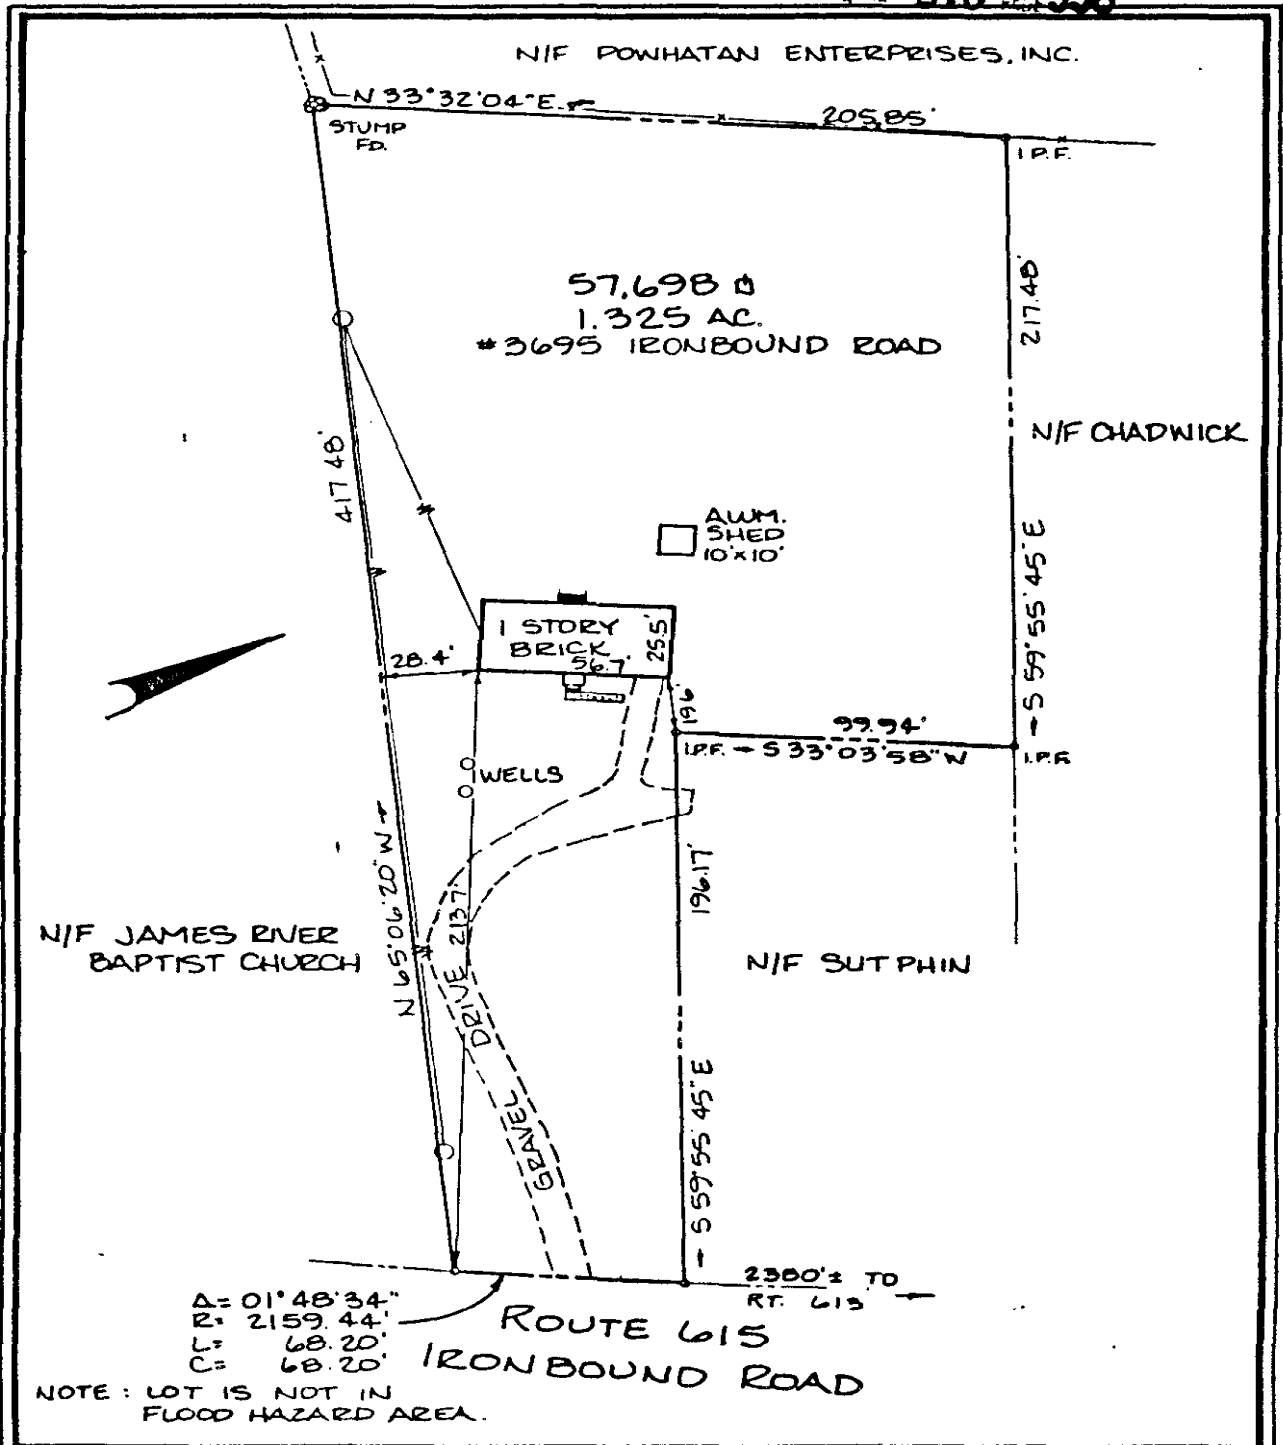 N/F POWHATAN ENTERPRISES, INC.
N 33°32'04" E
205.85'
STUMP
FD.
I.P.F.
57,698
1.325 AC.
#3695 IRONBOUND ROAD
217.48'
N/F CHADWICK
417.48'
ALUM.
SHED
10'x10'
S 59°55'45" E
1 STORY
BRICK
56.7'
25.5'
28.4'
19.6'
99.94'
I.P.F.
S 33°03'58" W
I.P.F.
WELLS
N 65°06'20" W
196.17'
213.7'
N/F JAMES RIVER
BAPTIST CHURCH
N/F SUTPHIN
GRAVEL DRIVE
S 59°55'45" E
2380'± TO
RT. 613
Δ= 01°48'34"
R= 2159.44'
L= 68.20'
C= 68.20'
ROUTE 615
IRONBOUND ROAD
NOTE: LOT IS NOT IN
FLOOD HAZARD AREA.